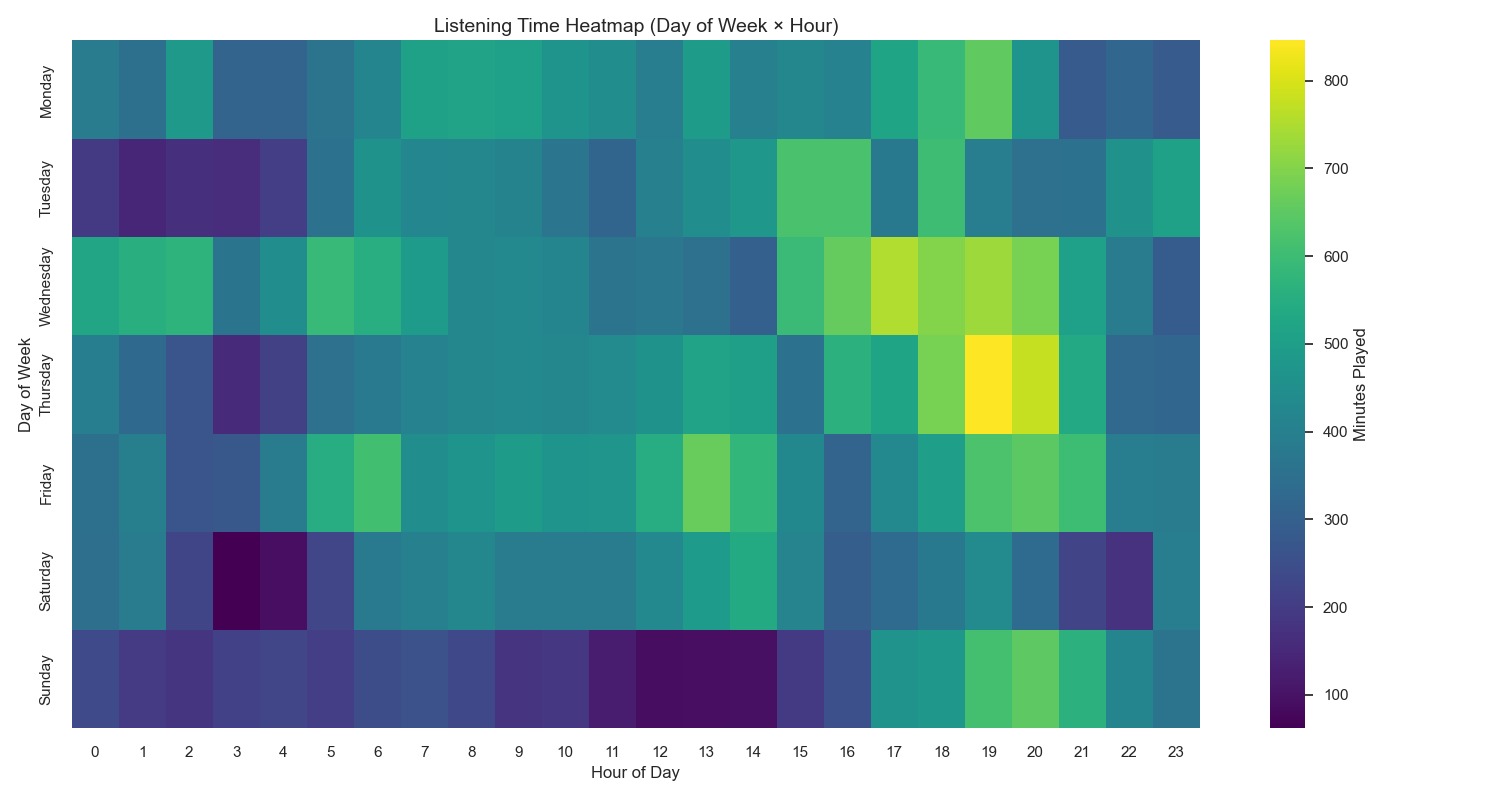 Listening Time Heatmap (Day of Week × Hour)
Day of Week
Monday
Tuesday
Wednesday
Thursday
Friday
Saturday
Sunday
0 1 2 3 4 5 6 7 8 9 10 11 12 13 14 15 16 17 18 19 20 21 22 23
Hour of Day
800
700
600
500
400
300
200
100
Minutes Played